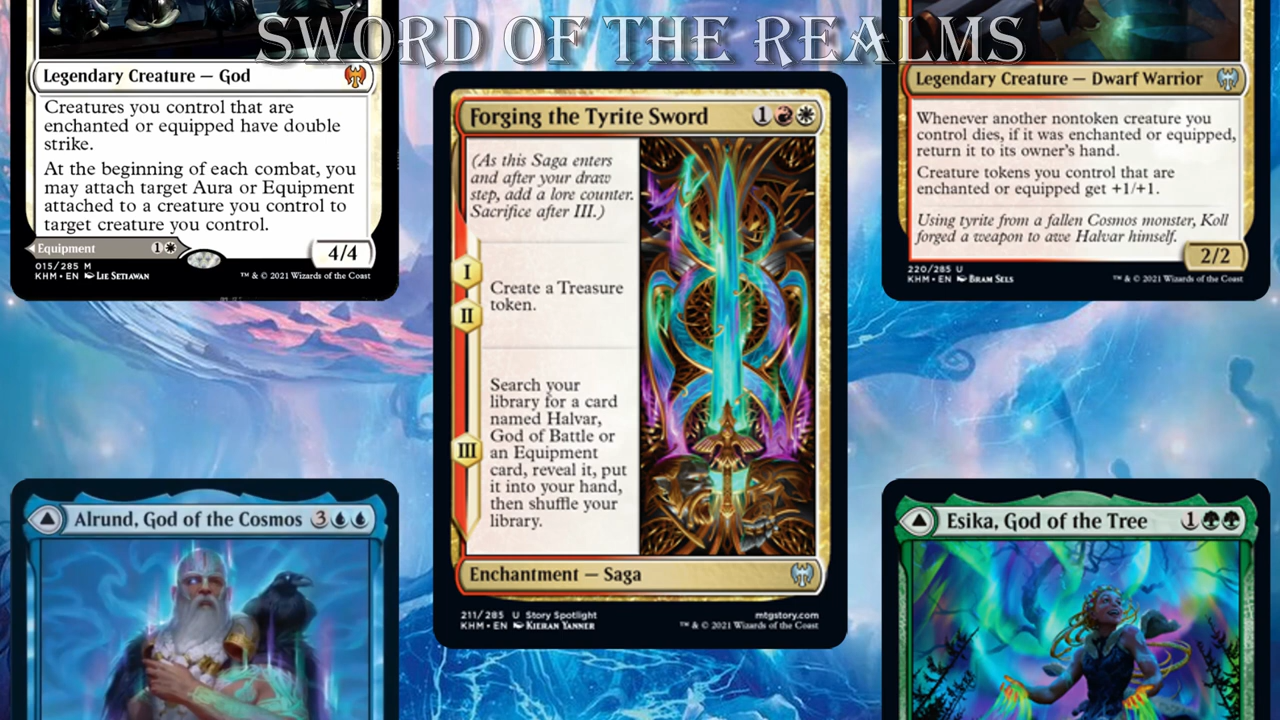 SWORD OF THE REALMS
Legendary Creature — God
Creatures you control that are
enchanted or equipped have double
strike.
At the beginning of each combat, you
may attach target Aura or Equipment
attached to a creature you control to
target creature you control.
Equipment 1
4/4
015/285 M
KHM • EN LIE SETIAWAN
™ & © 2021 Wizards of the Coast
Forging the Tyrite Sword 1
(As this Saga enters
and after your draw
step, add a lore counter.
Sacrifice after III.)
I
II
Create a Treasure
token.
III
Search your
library for a card
named Halvar,
God of Battle or
an Equipment
card, reveal it, put
it into your hand,
then shuffle your
library.
Enchantment — Saga
211/285 U Story Spotlight
KHM • EN KIERAN YANNER
mtgstory.com
™ & © 2021 Wizards of the Coast
Legendary Creature — Dwarf Warrior
Whenever another nontoken creature you
control dies, if it was enchanted or equipped,
return it to its owner's hand.
Creature tokens you control that are
enchanted or equipped get +1/+1.
Using tyrite from a fallen Cosmos monster, Koll
forged a weapon to awe Halvar himself.
2/2
220/285 U
KHM • EN BRAM SELS
™ & © 2021 Wizards of the Coast
Alrund, God of the Cosmos 3
Esika, God of the Tree 1